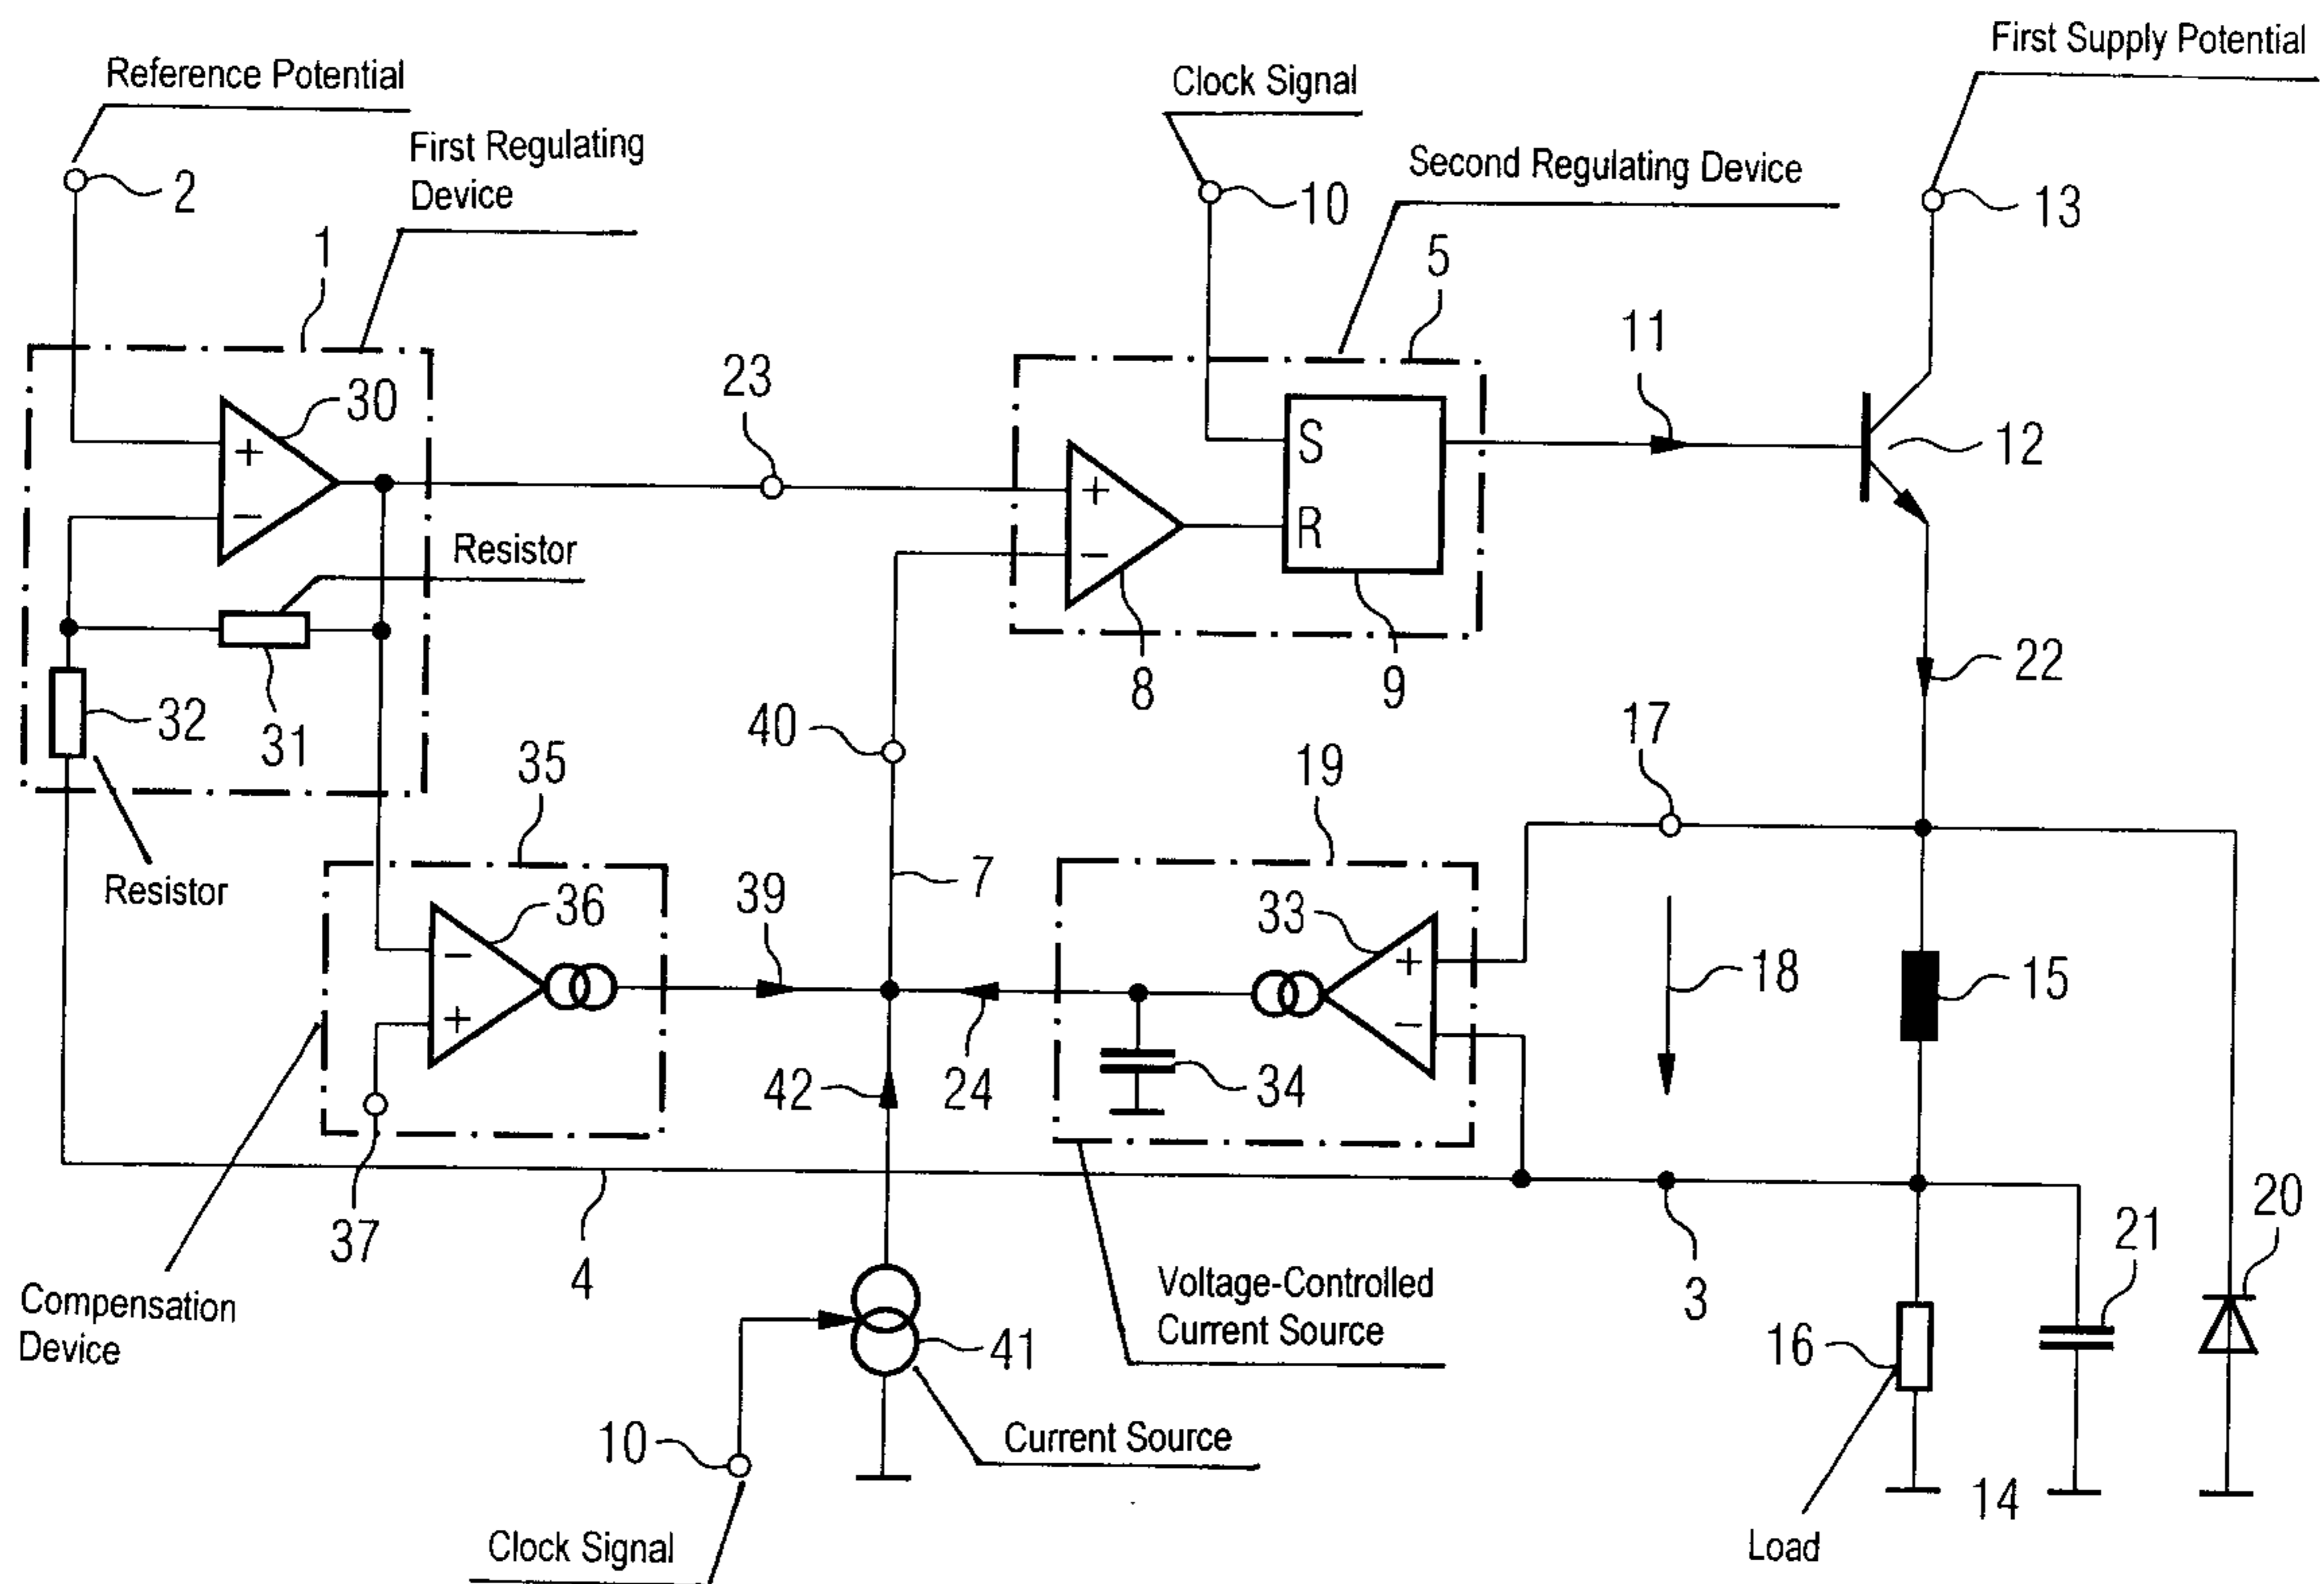 First Supply Potential
Reference Potential
Clock Signal
First Regulating
Device
Second Regulating Device
2
10
13
1
5
11
23
30
+
−
S
R
+
−
12
Resistor
8
9
22
32
31
40
17
35
19
Resistor
36
39
7
33
−
+
+
−
18
15
42
24
34
37
4
3
21
20
Compensation
Device
Voltage-Controlled
Current Source
41
16
10
Current Source
14
Clock Signal
Load